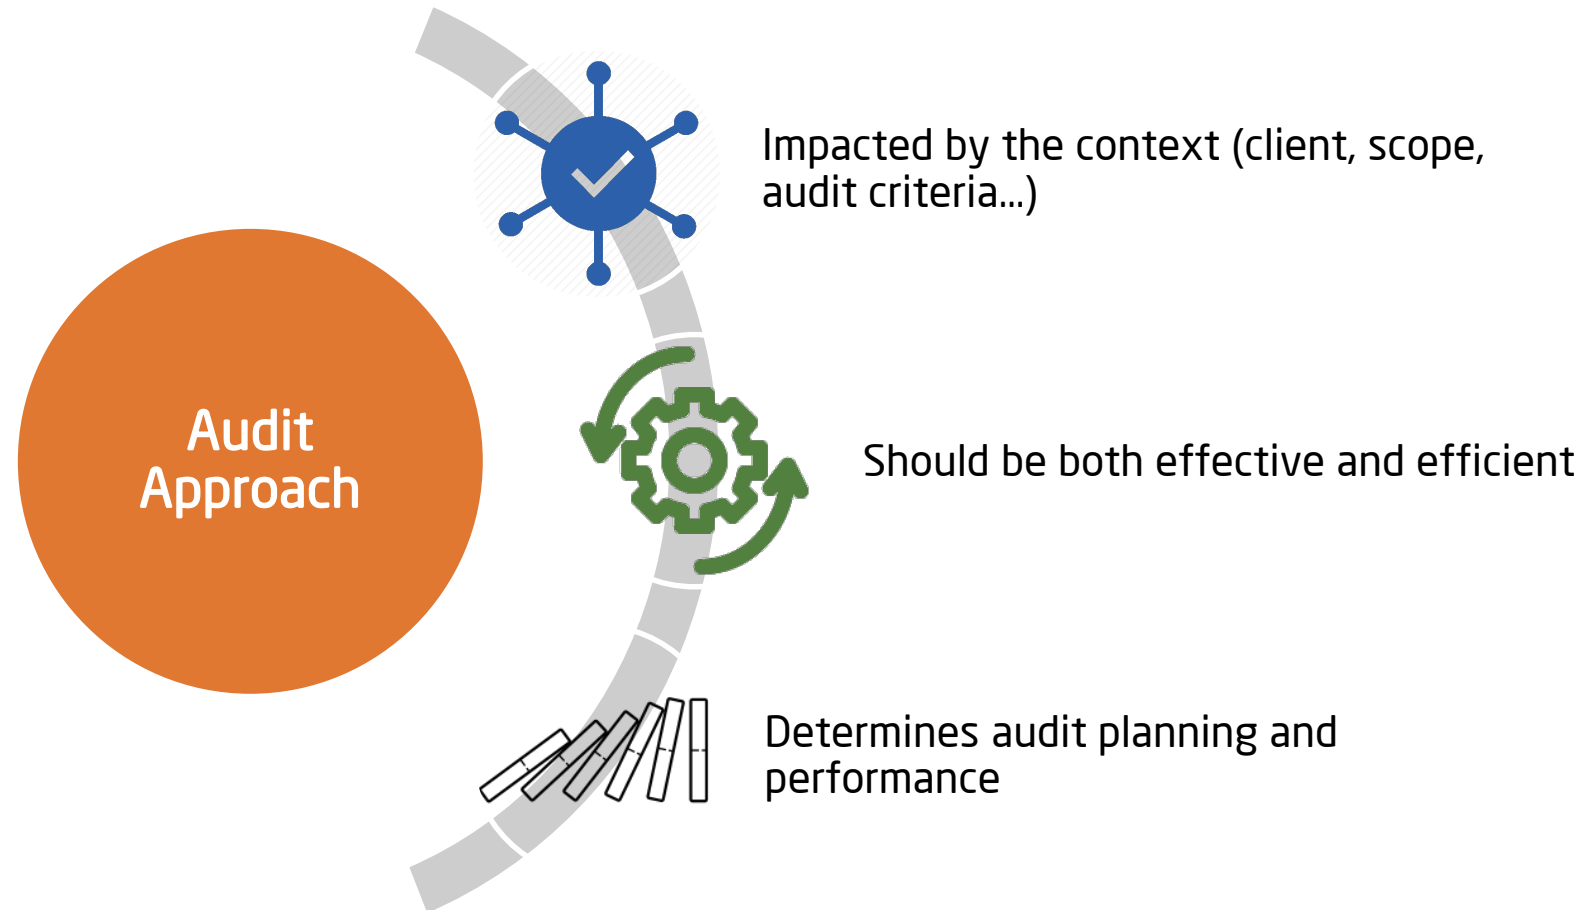 Impacted by the context (client, scope,
audit criteria...)
Audit
Approach
Should be both effective and efficient
Determines audit planning and
performance